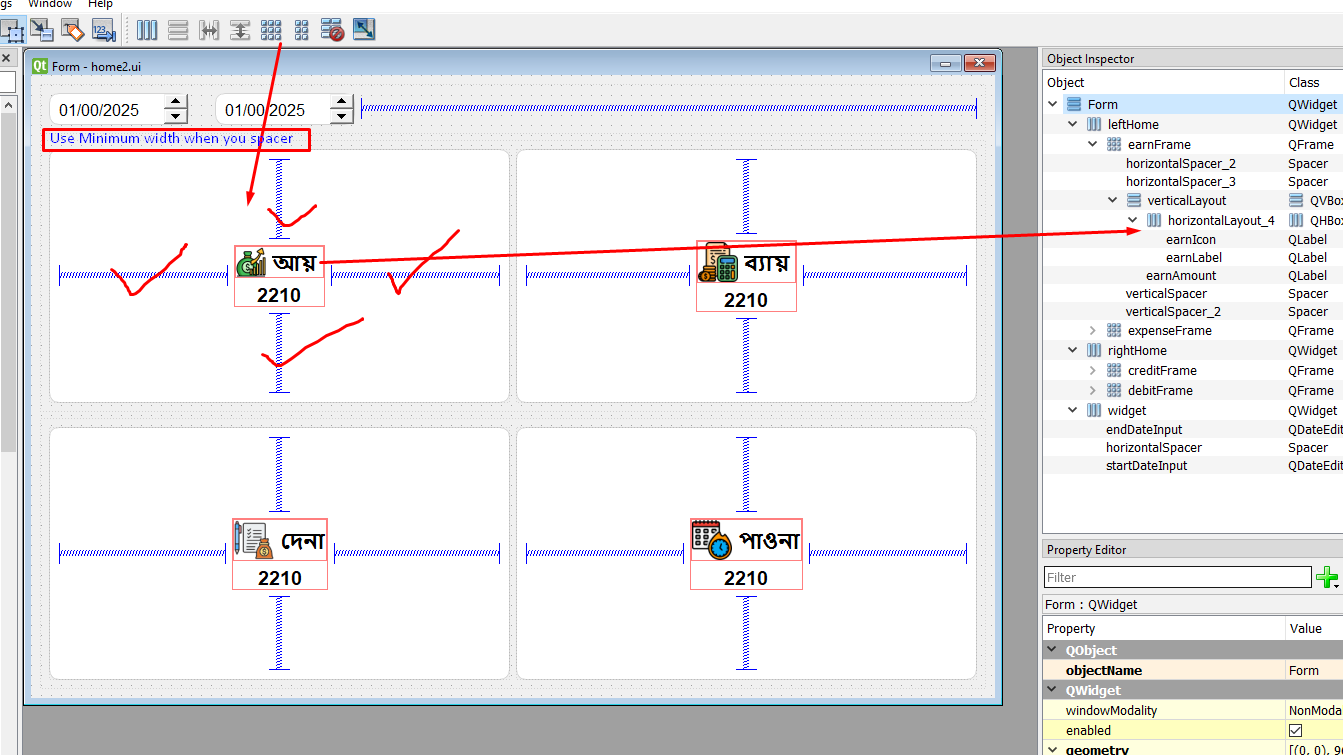 gs Window Help
123
Form - home2.ui
01/00/2025 01/00/2025
Use Minimum width when you spacer
আয়
2210
ব্যায়
2210
দেনা
2210
পাওনা
2210
Object Inspector
Object Class
Form QWidget
leftHome QWidget
earnFrame QFrame
horizontalSpacer_2 Spacer
horizontalSpacer_3 Spacer
verticalLayout QVBo
horizontalLayout_4 QHBo
earnIcon QLabel
earnLabel QLabel
earnAmount QLabel
verticalSpacer Spacer
verticalSpacer_2 Spacer
expenseFrame QFrame
rightHome QWidget
creditFrame QFrame
debitFrame QFrame
widget QWidget
endDateInput QDateEdit
horizontalSpacer Spacer
startDateInput QDateEdit
Property Editor
Filter
Form : QWidget
Property Value
QObject
objectName Form
QWidget
windowModality NonModa
enabled
geometry [(0, 0), 9